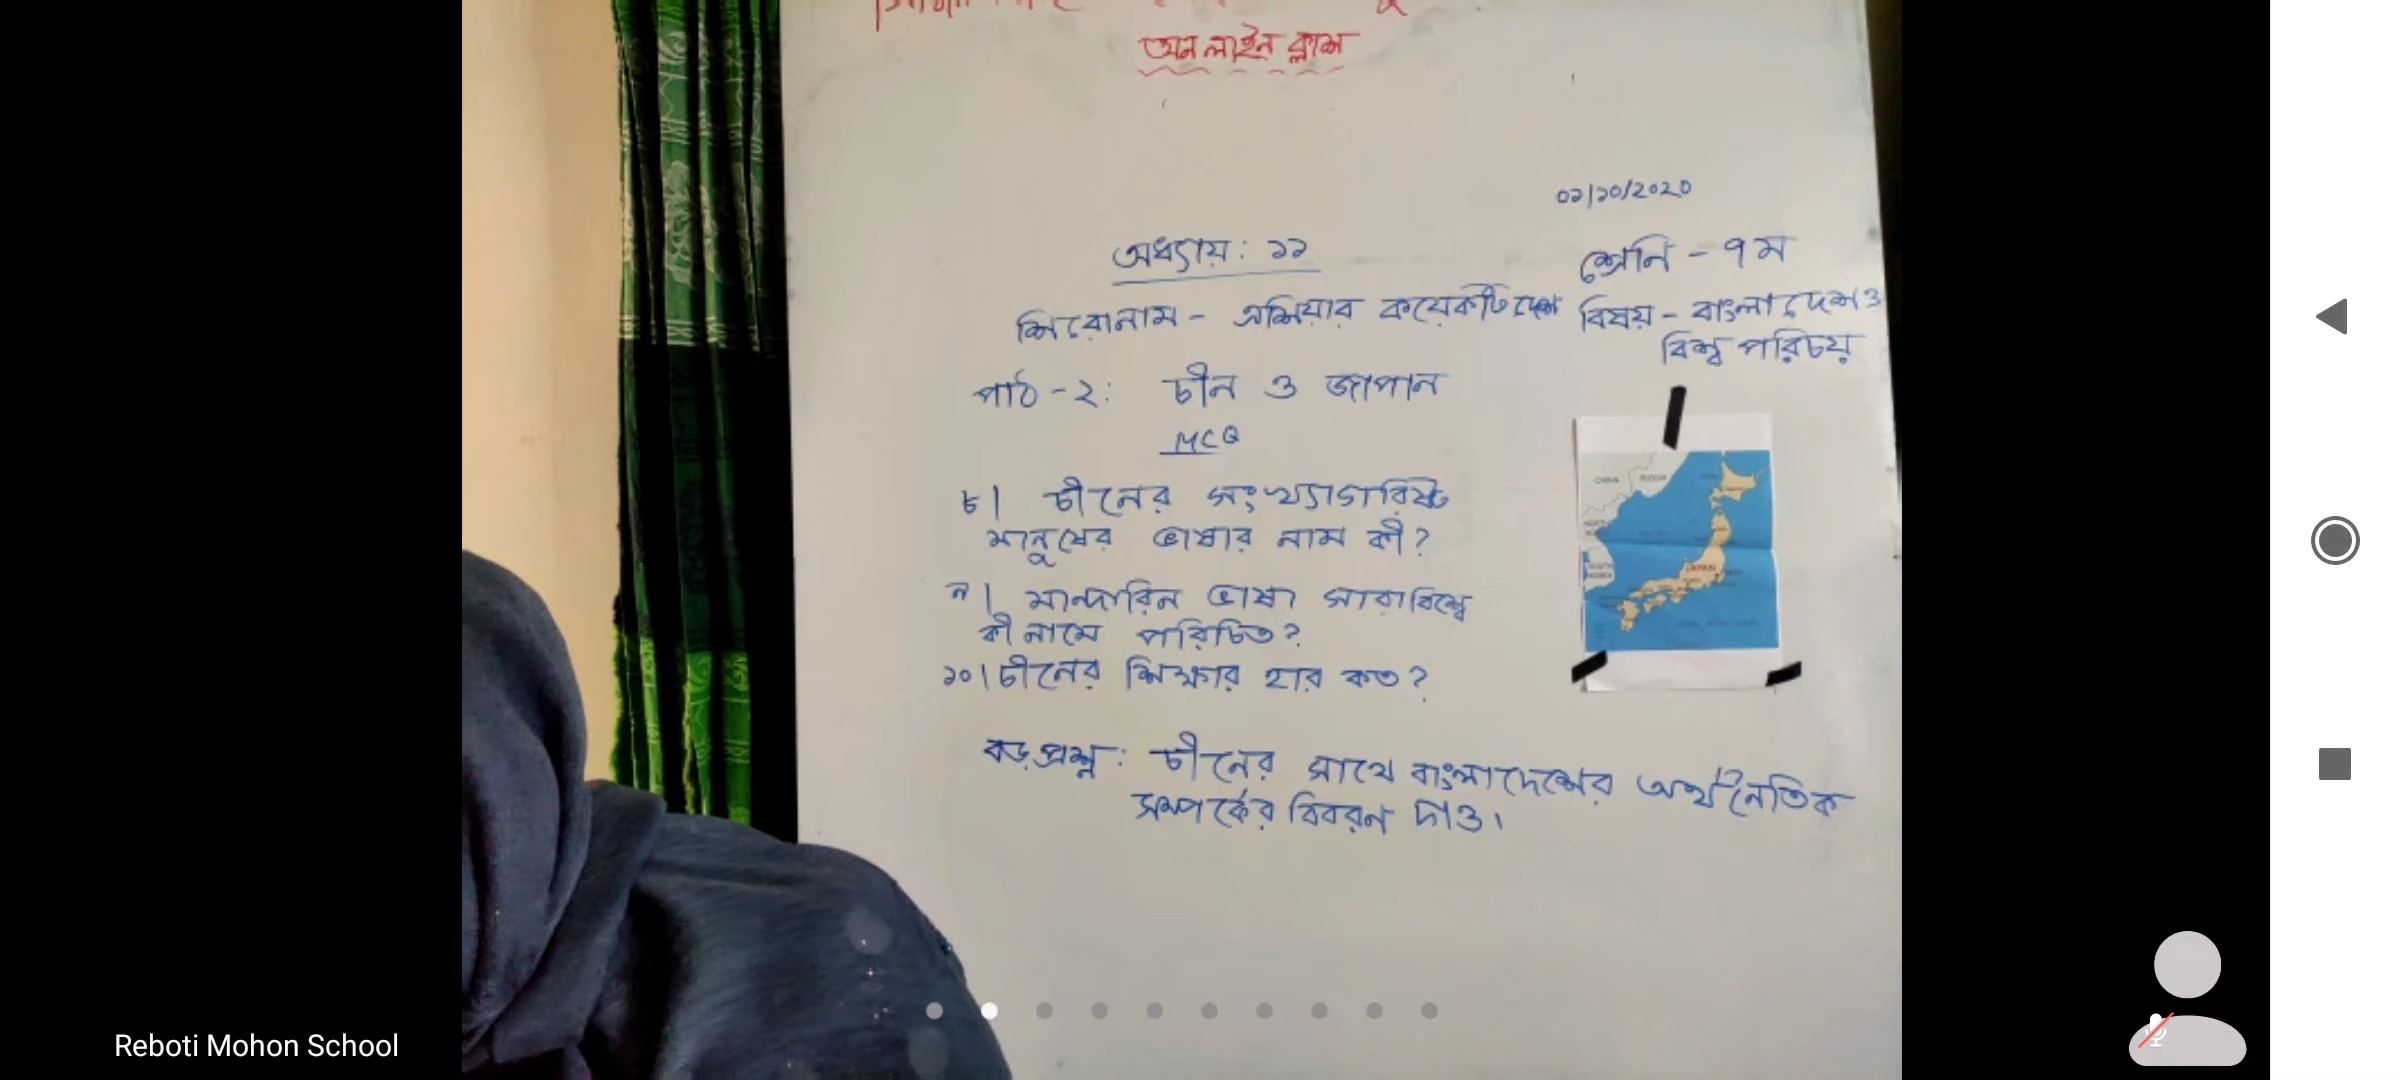 অনলাইন ক্লাশ
০১/১০/২০২০
অধ্যায়: ১১
শ্রেনি - ৭ম
শিরোনাম - এশিয়ার কয়েকটি দেশ
বিষয় - বাংলাদেশ ও
বিশ্ব পরিচয়
পাঠ - ২: চীন ও জাপান
MCQ
৮। চীনের সংখ্যাগরিষ্ট
মানুষের ভাষার নাম কী?
৯। মান্দারিন ভাষা সারাবিশ্বে
কী নামে পরিচিত?
১০। চীনের শিক্ষার হার কত?
CHINA
RUSSIA
JAPAN
বড় প্রশ্ন: চীনের সাথে বাংলাদেশের অর্থনৈতিক
সম্পর্কের বিবরণ দাও।
Reboti Mohon School